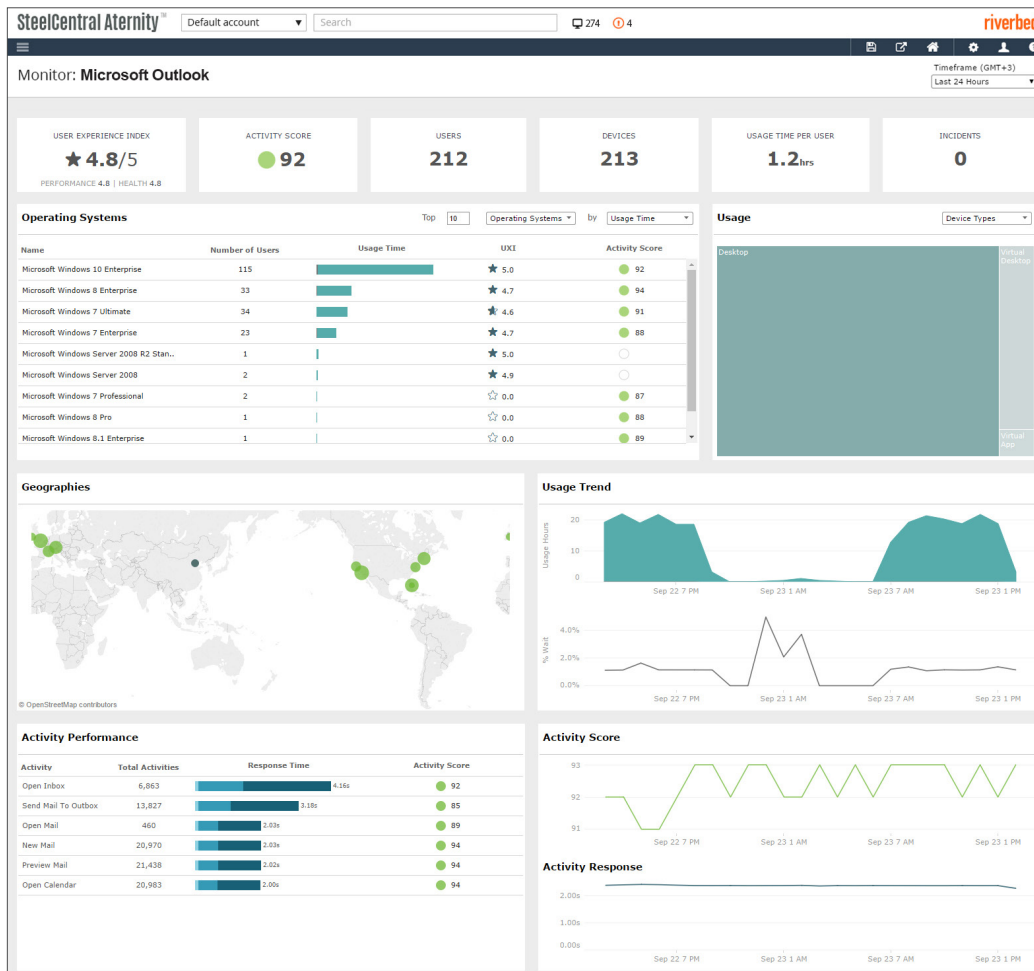 SteelCentral Aternity™ Default account Search 274 4 riverbed
Monitor: Microsoft Outlook
Timeframe (GMT+3)
Last 24 Hours
USER EXPERIENCE INDEX
4.8/5
PERFORMANCE 4.8 | HEALTH 4.8
ACTIVITY SCORE
92
USERS
212
DEVICES
213
USAGE TIME PER USER
1.2hrs
INCIDENTS
0
Operating Systems Top 10 Operating Systems by Usage Time
Name Number of Users Usage Time UXI Activity Score
Microsoft Windows 10 Enterprise 115 5.0 92
Microsoft Windows 8 Enterprise 33 4.7 94
Microsoft Windows 7 Ultimate 34 4.6 91
Microsoft Windows 7 Enterprise 23 4.7 88
Microsoft Windows Server 2008 R2 Stan.. 1 5.0
Microsoft Windows Server 2008 2 4.9
Microsoft Windows 7 Professional 2 0.0 87
Microsoft Windows 8 Pro 1 0.0 88
Microsoft Windows 8.1 Enterprise 1 0.0 89
Usage Device Types
Desktop
Virtual
Desktop
Virtual
App
Geographies
© OpenStreetMap contributors
Usage Trend
Usage Hours
20
10
0
Sep 22 7 PM Sep 23 1 AM Sep 23 7 AM Sep 23 1 PM
% Wait
4.0%
2.0%
0.0%
Sep 22 7 PM Sep 23 1 AM Sep 23 7 AM Sep 23 1 PM
Activity Performance
Activity Total Activities Response Time Activity Score
Open Inbox 6,863 4.16s 92
Send Mail To Outbox 13,827 3.18s 85
Open Mail 460 2.03s 89
New Mail 20,970 2.03s 94
Preview Mail 21,438 2.02s 94
Open Calendar 20,983 2.00s 94
Activity Score
93
92
91
Sep 22 7 PM Sep 23 1 AM Sep 23 7 AM Sep 23 1 PM
Activity Response
2.00s
1.00s
0.00s
Sep 22 7 PM Sep 23 1 AM Sep 23 7 AM Sep 23 1 PM